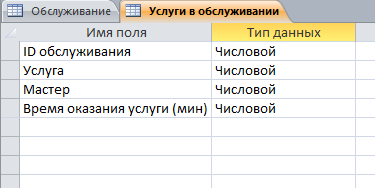 Обслуживание Услуги в обслуживании
Имя поля Тип данных
ID обслуживания Числовой
Услуга Числовой
Мастер Числовой
Время оказания услуги (мин) Числовой